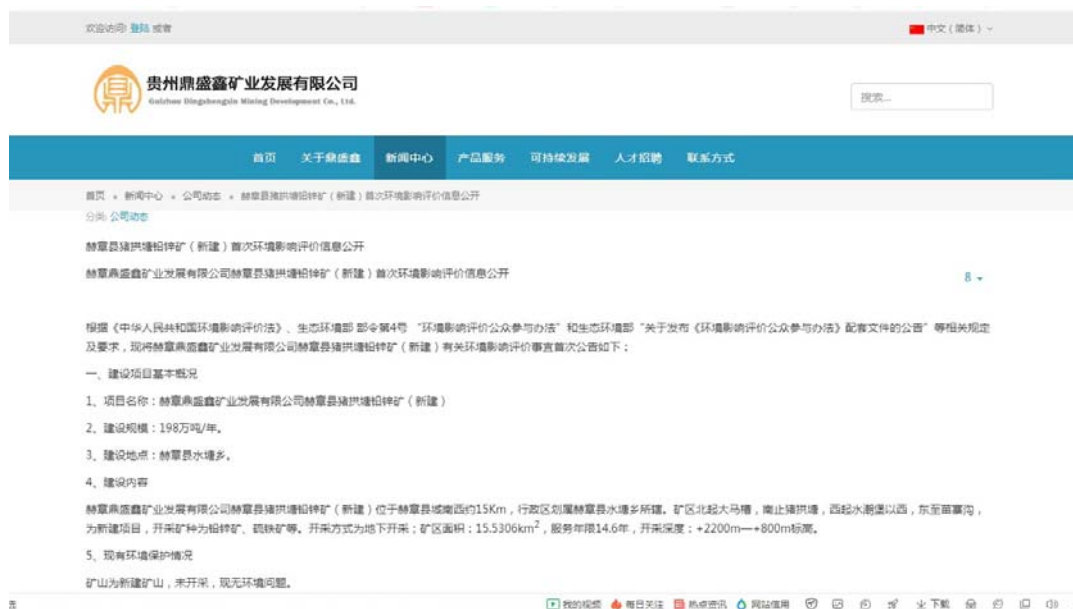 欢迎访问! 登陆 或者
中文（简体）
贵州鼎盛鑫矿业发展有限公司
Guizhou Dingshengxin Mining Development Co., Ltd.
搜索...
首页 关于鼎盛鑫 新闻中心 产品服务 可持续发展 人才招聘 联系方式
首页 新闻中心 公司动态 赫章县猪拱塘铅锌矿（新建）首次环境影响评价信息公开
分类: 公司动态
赫章县猪拱塘铅锌矿（新建）首次环境影响评价信息公开
赫章鼎盛鑫矿业发展有限公司赫章县猪拱塘铅锌矿（新建）首次环境影响评价信息公开
8
根据《中华人民共和国环境影响评价法》、生态环境部 部令第4号 “环境影响评价公众参与办法”和生态环境部“关于发布《环境影响评价公众参与办法》配套文件的公告”等相关规定
及要求，现将赫章鼎盛鑫矿业发展有限公司赫章县猪拱塘铅锌矿（新建）有关环境影响评价事宜首次公告如下：
一、建设项目基本概况
1、项目名称：赫章鼎盛鑫矿业发展有限公司赫章县猪拱塘铅锌矿（新建）
2、建设规模：198万吨/年。
3、建设地点：赫章县水塘乡。
4、建设内容
赫章鼎盛鑫矿业发展有限公司赫章县猪拱塘铅锌矿（新建）位于赫章县城南西约15Km，行政区划属赫章县水塘乡所辖。矿区北起大马槽，南止猪拱塘，西起水潮堡以西，东至苗寨沟，
为新建项目，开采矿种为铅锌矿、硫铁矿等。开采方式为地下开采；矿区面积：15.5306km²，服务年限14.6年，开采深度：+2200m—+800m标高。
5、现有环境保护情况
矿山为新建矿山，未开采，现无环境问题。
我的视频 每日关注 热点资讯 网站信用 下载